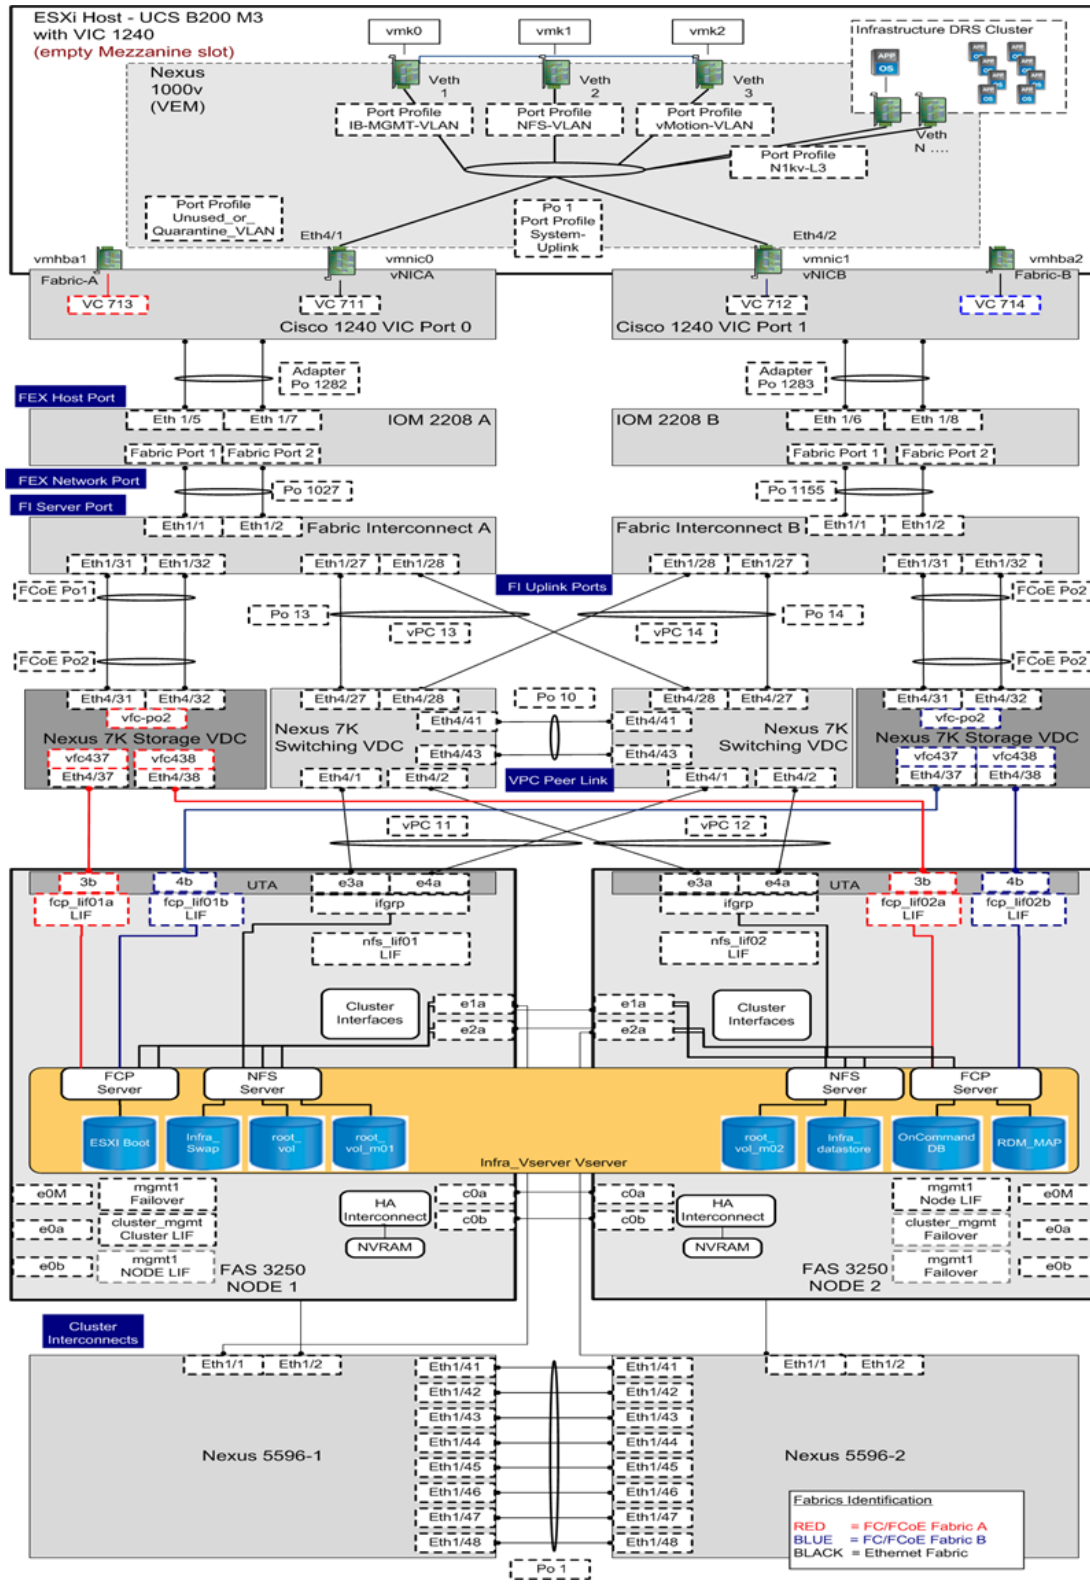 ESXi Host - UCS B200 M3
with VIC 1240
(empty Mezzanine slot)
vmk0
vmk1
vmk2
Infrastructure DRS Cluster
APP
OS
Nexus
1000v
(VEM)
Veth
1
Veth
2
Veth
3
Port Profile
IB-MGMT-VLAN
Port Profile
NFS-VLAN
Port Profile
vMotion-VLAN
Veth
N ....
Port Profile
N1kv-L3
Port Profile
Unused_or_
Quarantine_VLAN
Po 1
Port Profile
System-
Uplink
Eth4/1
Eth4/2
vmhba1
Fabric-A
vmnic0
vNICA
vmnic1
vNICB
vmhba2
Fabric-B
VC 713
VC 711
VC 712
VC 714
Cisco 1240 VIC Port 0
Cisco 1240 VIC Port 1
Adapter
Po 1282
Adapter
Po 1283
FEX Host Port
Eth 1/5
Eth 1/7
IOM 2208 A
IOM 2208 B
Eth 1/6
Eth 1/8
Fabric Port 1
Fabric Port 2
Fabric Port 1
Fabric Port 2
FEX Network Port
Po 1027
Po 1155
FI Server Port
Eth1/1
Eth1/2
Fabric Interconnect A
Fabric Interconnect B
Eth1/1
Eth1/2
Eth1/31
Eth1/32
Eth1/27
Eth1/28
Eth1/28
Eth1/27
Eth1/31
Eth1/32
FI Uplink Ports
FCoE Po1
FCoE Po2
Po 13
Po 14
vPC 13
vPC 14
FCoE Po2
FCoE Po2
Eth4/31
Eth4/32
Eth4/27
Eth4/28
Po 10
Eth4/28
Eth4/27
Eth4/31
Eth4/32
vfc-po2
Eth4/41
Eth4/41
vfc-po2
Nexus 7K Storage VDC
Nexus 7K
Switching VDC
Nexus 7K
Switching VDC
Nexus 7K Storage VDC
vfc437
vfc438
Eth4/43
Eth4/43
vfc437
vfc438
Eth4/37
Eth4/38
Eth4/1
Eth4/2
VPC Peer Link
Eth4/1
Eth4/2
Eth4/37
Eth4/38
vPC 11
vPC 12
3b
4b
UTA
e3a
e4a
e3a
e4a
UTA
3b
4b
fcp_lif01a
LIF
fcp_lif01b
LIF
ifgrp
ifgrp
fcp_lif02a
LIF
fcp_lif02b
LIF
nfs_lif01
LIF
nfs_lif02
LIF
Cluster
Interfaces
e1a
e2a
e1a
e2a
Cluster
Interfaces
FCP
Server
NFS
Server
NFS
Server
FCP
Server
ESXI Boot
Infra_
Swap
root_
vol
root_
vol_m01
root_
vol_m02
Infra_
datastore
OnCommand
DB
RDM_MAP
Infra_Vserver Vserver
e0M
mgmt1
Failover
e0a
cluster_mgmt
Cluster LIF
e0b
mgmt1
NODE LIF
HA
Interconnect
NVRAM
c0a
c0b
c0a
c0b
HA
Interconnect
NVRAM
mgmt1
Node LIF
e0M
cluster_mgmt
Failover
e0a
mgmt1
Failover
e0b
FAS 3250
NODE 1
FAS 3250
NODE 2
Cluster
Interconnects
Eth1/1
Eth1/2
Eth1/1
Eth1/2
Eth1/41
Eth1/41
Eth1/42
Eth1/42
Eth1/43
Eth1/43
Eth1/44
Eth1/44
Eth1/45
Eth1/45
Eth1/46
Eth1/46
Eth1/47
Eth1/47
Eth1/48
Eth1/48
Nexus 5596-1
Nexus 5596-2
Po 1
Fabrics Identification
RED = FC/FCoE Fabric A
BLUE = FC/FCoE Fabric B
BLACK = Ethernet Fabric